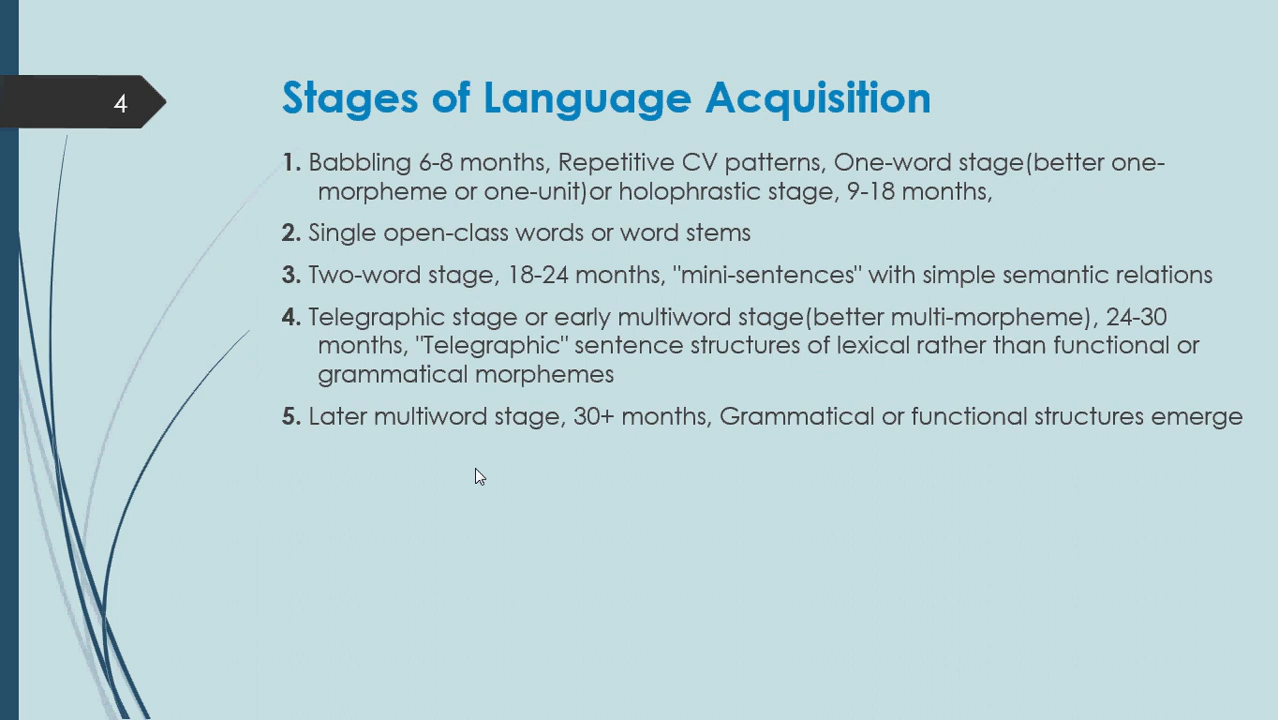 4
Stages of Language Acquisition
1. Babbling 6-8 months, Repetitive CV patterns, One-word stage(better one-
morpheme or one-unit)or holophrastic stage, 9-18 months,
2. Single open-class words or word stems
3. Two-word stage, 18-24 months, "mini-sentences" with simple semantic relations
4. Telegraphic stage or early multiword stage(better multi-morpheme), 24-30
months, "Telegraphic" sentence structures of lexical rather than functional or
grammatical morphemes
5. Later multiword stage, 30+ months, Grammatical or functional structures emerge